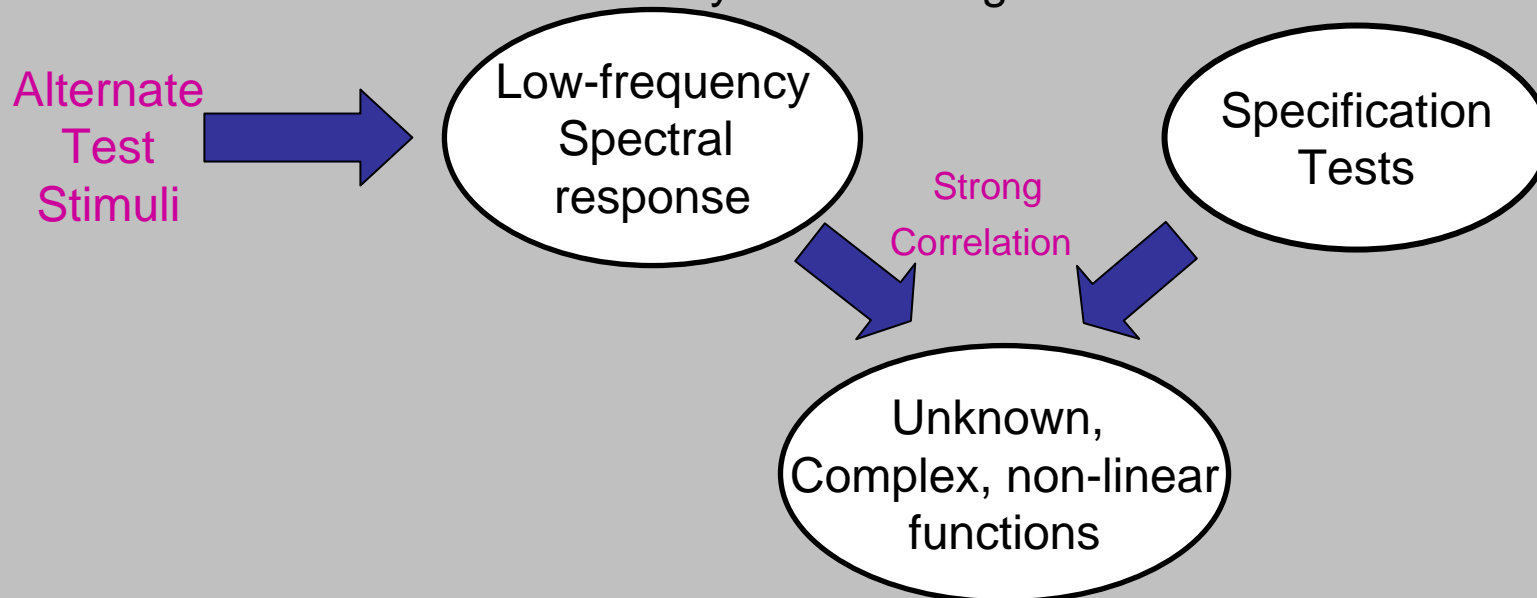 Alternate
Test
Stimuli
Low-frequency
Spectral
response
Strong
Correlation
Specification
Tests
Unknown,
Complex, non-linear
functions